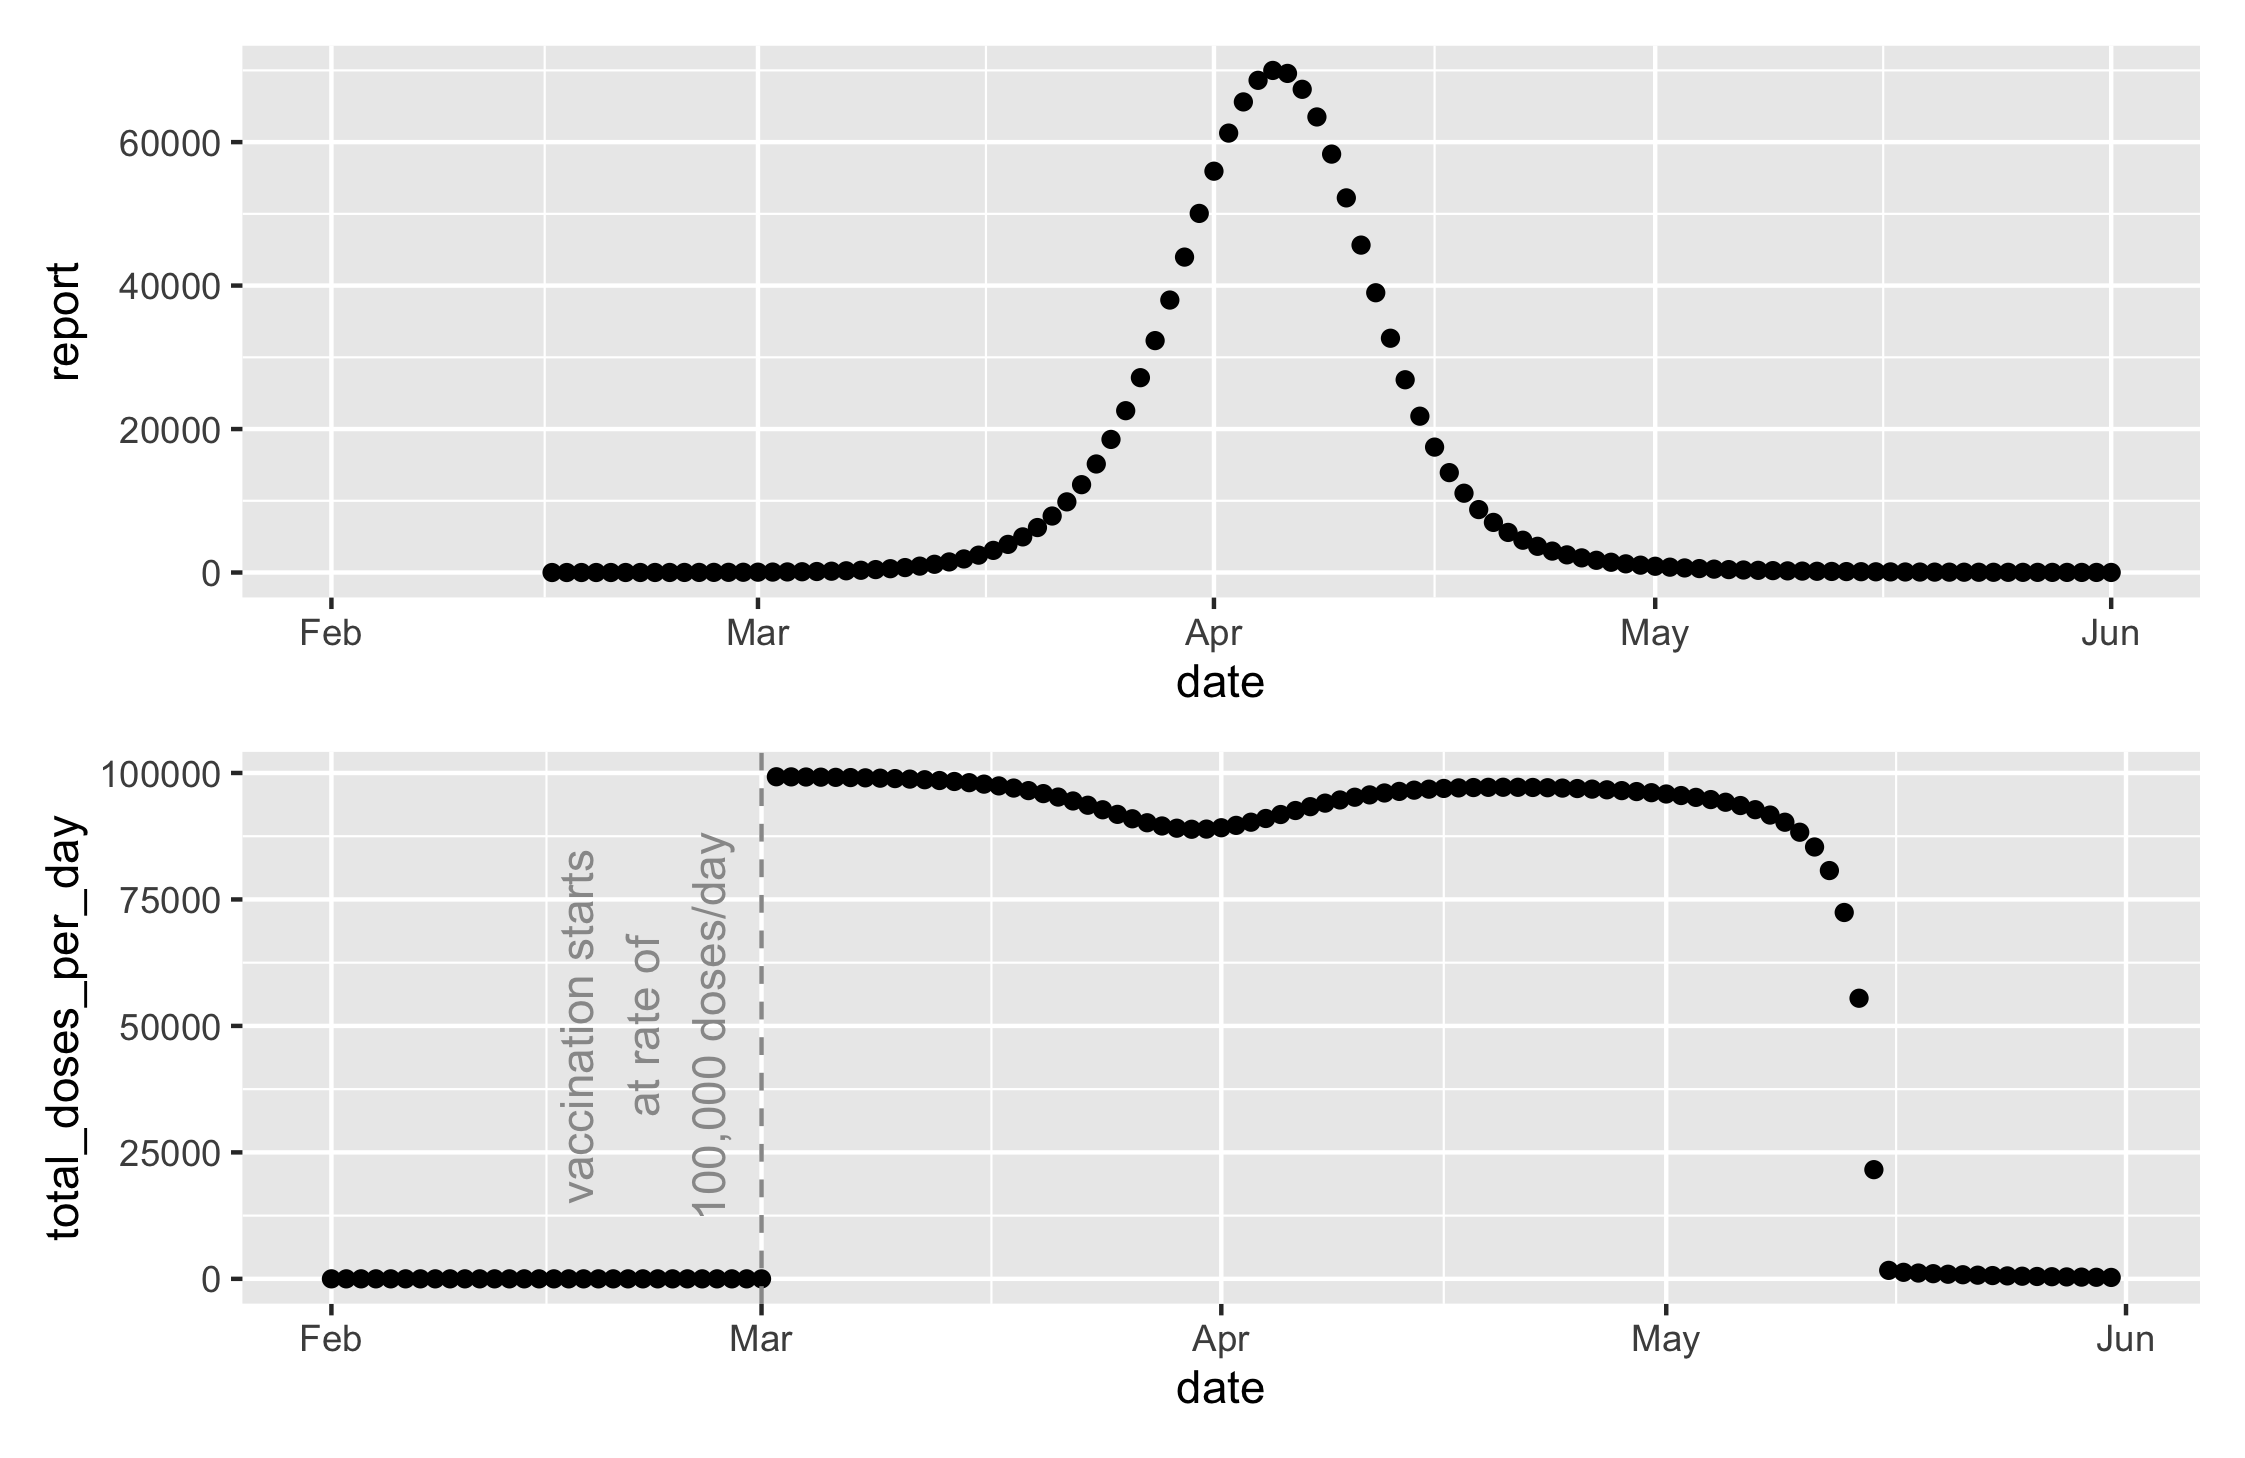 60000
40000
20000
0
report
Feb Mar Apr May Jun
date
100000
75000
50000
25000
0
total_doses_per_day
vaccination starts
at rate of
100,000 doses/day
Feb Mar Apr May Jun
date